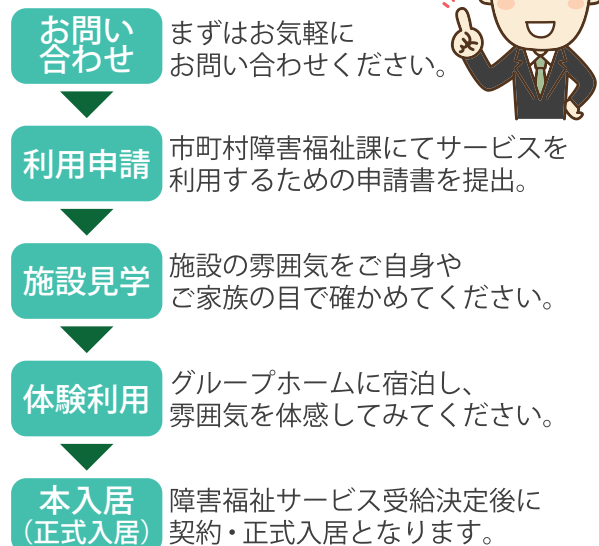 お問い
合わせ
まずはお気軽に
お問い合わせください。
利用申請
市町村障害福祉課にてサービスを
利用するための申請書を提出。
施設見学
施設の雰囲気をご自身や
ご家族の目で確かめてください。
体験利用
グループホームに宿泊し、
雰囲気を体感してみてください。
本入居
（正式入居）
障害福祉サービス受給決定後に
契約・正式入居となります。